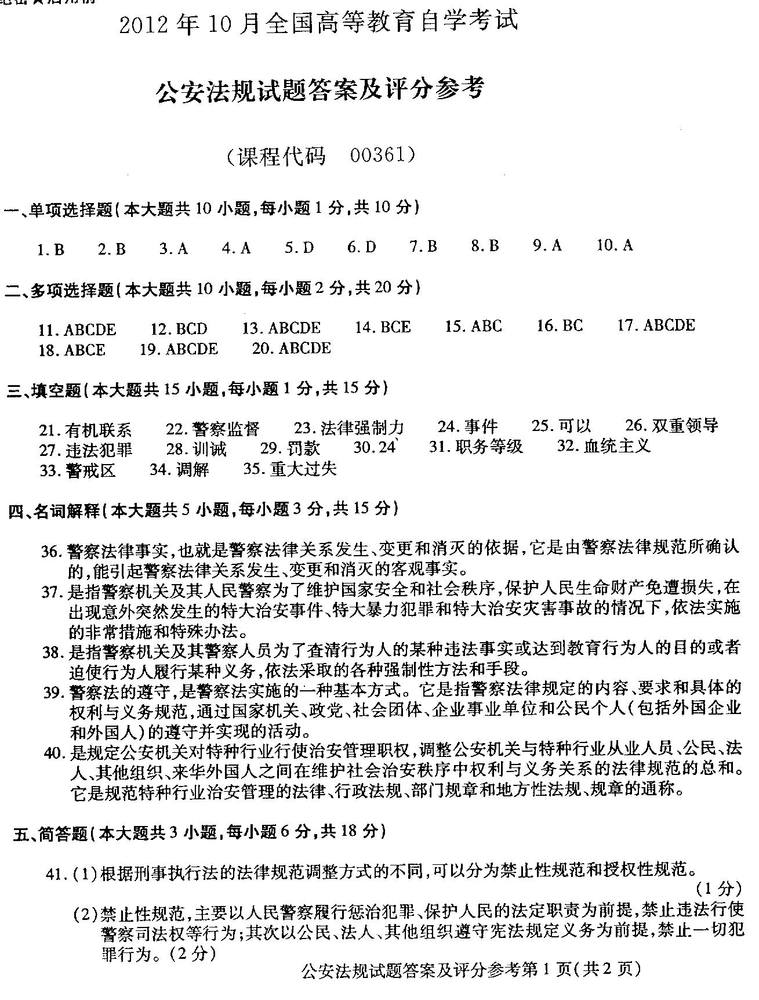 绝密★启用前
2012年10月全国高等教育自学考试
公安法规试题答案及评分参考
(课程代码 00361)
一、单项选择题(本大题共10小题,每小题1分,共10分)
1.B 2.B 3.A 4.A 5.D 6.D 7.B 8.B 9.A 10.A
二、多项选择题(本大题共10小题,每小题2分,共20分)
11.ABCDE 12.BCD 13.ABCDE 14.BCE 15.ABC 16.BC 17.ABCDE
18.ABCE 19.ABCDE 20.ABCDE
三、填空题(本大题共15小题,每小题1分,共15分)
21.有机联系 22.警察监督 23.法律强制力 24.事件 25.可以 26.双重领导
27.违法犯罪 28.训诫 29.罚款 30.24 31.职务等级 32.血统主义
33.警戒区 34.调解 35.重大过失
四、名词解释(本大题共5小题,每小题3分,共15分)
36.警察法律事实,也就是警察法律关系发生、变更和消灭的依据,它是由警察法律规范所确认
的,能引起警察法律关系发生、变更和消灭的客观事实。
37.是指警察机关及其人民警察为了维护国家安全和社会秩序,保护人民生命财产免遭损失,在
出现意外突然发生的特大治安事件、特大暴力犯罪和特大治安灾害事故的情况下,依法实施
的非常措施和特殊办法。
38.是指警察机关及其警察人员为了查清行为人的某种违法事实或达到教育行为人的目的或者
迫使行为人履行某种义务,依法采取的各种强制性方法和手段。
39.警察法的遵守,是警察法实施的一种基本方式。它是指警察法律规定的内容、要求和具体的
权利与义务规范,通过国家机关、政党、社会团体、企业事业单位和公民个人(包括外国企业
和外国人)的遵守并实现的活动。
40.是规定公安机关对特种行业行使治安管理职权,调整公安机关与特种行业从业人员、公民、法
人、其他组织、来华外国人之间在维护社会治安秩序中权利与义务关系的法律规范的总和。
它是规范特种行业治安管理的法律、行政法规、部门规章和地方性法规、规章的通称。
五、简答题(本大题共3小题,每小题6分,共18分)
41.(1)根据刑事执行法的法律规范调整方式的不同,可以分为禁止性规范和授权性规范。
(1分)
(2)禁止性规范,主要以人民警察履行惩治犯罪、保护人民的法定职责为前提,禁止违法行使
警察司法权等行为;其次以公民、法人、其他组织遵守宪法规定义务为前提,禁止一切犯
罪行为。(2分)
公安法规试题答案及评分参考第1页(共2页)